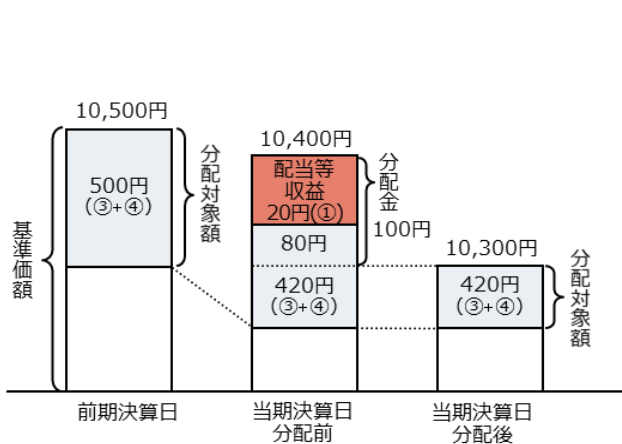 10,500円
500円
(③+④)
分配対象額
基準価額
前期決算日
10,400円
配当等
収益
20円(①)
80円
420円
(③+④)
分配金
100円
当期決算日
分配前
10,300円
420円
(③+④)
分配対象額
当期決算日
分配後